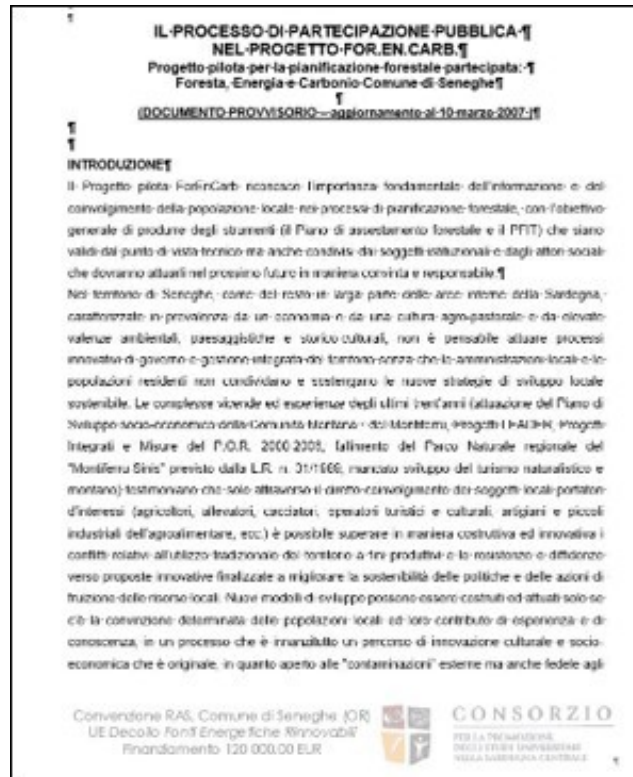 IL·PROCESSO·DI·PARTECIPAZIONE·PUBBLICA·¶
NEL·PROGETTO·FOR.EN.CARB.¶
Progetto·pilota·per·la·pianificazione·forestale·partecipata:·¶
Foresta,·Energia·e·Carbonio·Comune·di·Seneghe¶
¶
(DOCUMENTO·PROVVISORIO·–·aggiornamento·al·10·marzo·2007·)¶
¶
¶
INTRODUZIONE¶
Il Progetto pilota ForEnCarb riconosce l'importanza fondamentale dell'informazione e del
coinvolgimento della popolazione locale nei processi di pianificazione forestale, con l'obiettivo
generale di produrre degli strumenti (il Piano di assestamento forestale e il PFIT) che siano
validi dal punto di vista tecnico ma anche condivisi dai soggetti istituzionali e dagli attori sociali
che dovranno attuarli nel prossimo futuro in maniera convinta e responsabile.¶
Nel territorio di Seneghe, come del resto in larga parte delle aree interne della Sardegna,
caratterizzate in prevalenza da un economia e da una cultura agro-pastorale e da elevate
valenze ambientali, paesaggistiche e storico culturali, non è pensabile attuare processi
innovativi di governo e gestione integrata del territorio senza che le amministrazioni locali e le
popolazioni residenti non condividano e sostengano le nuove strategie di sviluppo locale
sostenibile. Le complesse vicende ed esperienze degli ultimi trent'anni (attuazione del Piano di
Sviluppo socio-economico della Comunità Montana del Montiferru, Progetti LEADER, Progetti
Integrati e Misure del P.O.R. 2000-2006, fallimento del Parco Naturale regionale del
"Montiferru Sinis" previsto dalla L.R. n. 31/1989, mancato sviluppo del turismo naturalistico e
montano) testimoniano che solo attraverso il diretto coinvolgimento dei soggetti locali portatori
d'interessi (agricoltori, allevatori, cacciatori, operatori turistici e culturali, artigiani e piccoli
industriali dell'agroalimentare, ecc.) è possibile superare in maniera costruttiva ed innovativa i
conflitti relativi all'utilizzo tradizionale del territorio a fini produttivi e le resistenze e diffidenze
verso proposte innovative finalizzate a migliorare la sostenibilità delle politiche e delle azioni di
fruizione delle risorse locali. Nuovi modelli di sviluppo possono essere costruiti ed attuati solo se
c'è la convinzione determinata delle popolazioni locali ed loro contributo di esperienza e di
conoscenza, in un processo che è innanzitutto un percorso di innovazione culturale e socio-
economica che è originale, in quanto aperto alle "contaminazioni" esterne ma anche fedele agli
Convenzione RAS, Comune di Seneghe (OR)
UE Decollo Fonti Energetiche Rinnovabili
Finanziamento 120 000.00 EUR
CONSORZIO
PER LA PROMOZIONE
DEGLI STUDI UNIVERSITARI
NELLA SARDEGNA CENTRALE
¶